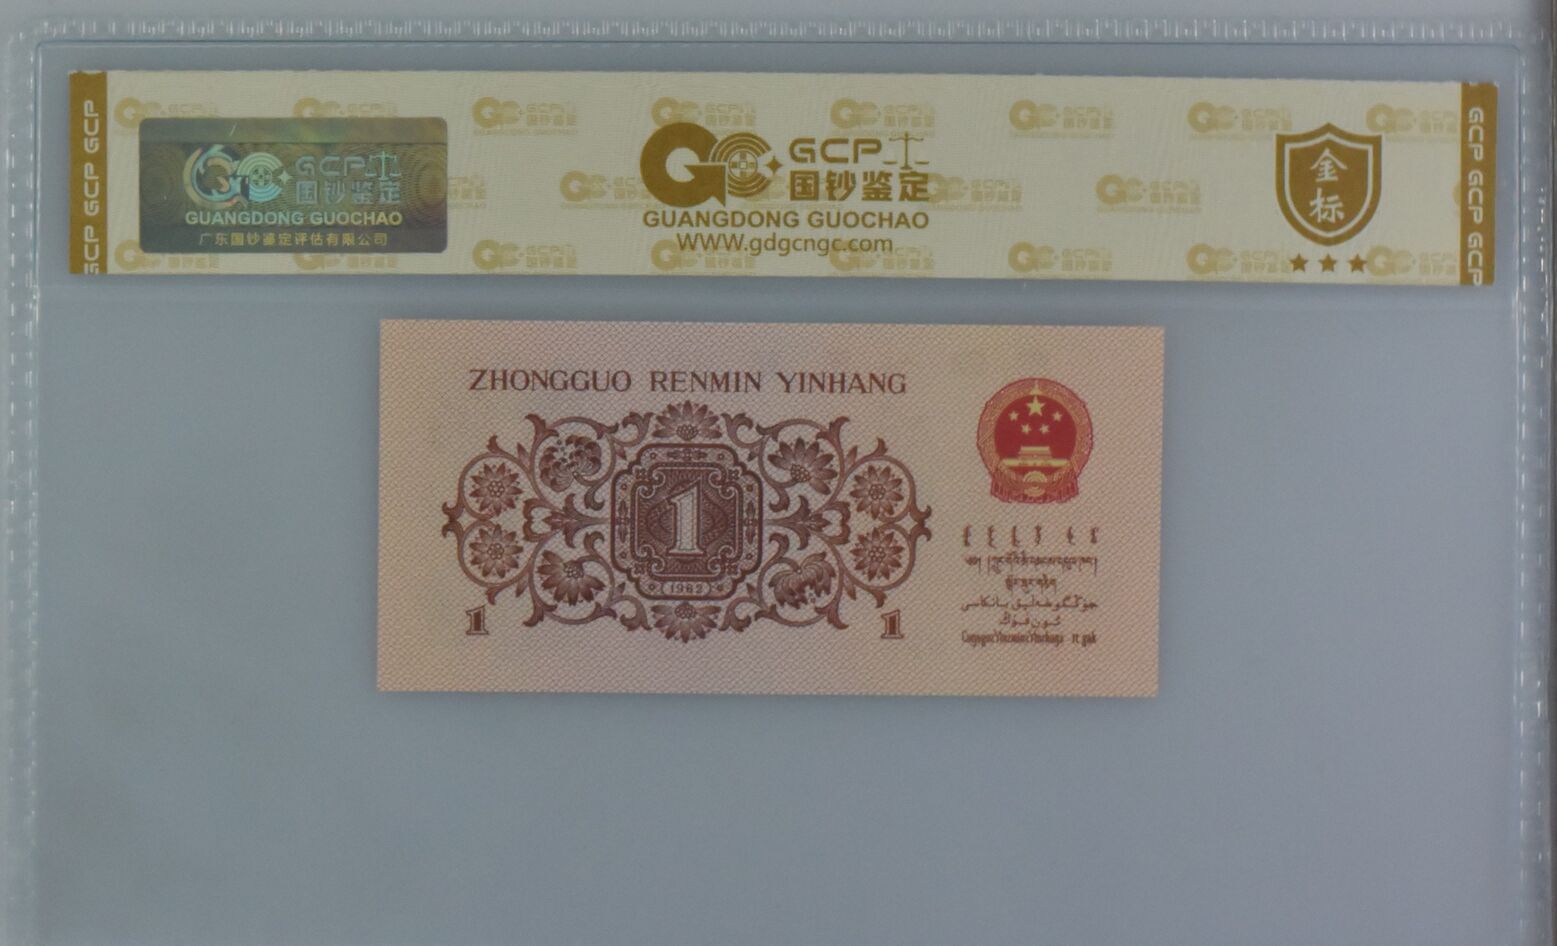 GCP GCP GCP
GCP 国钞鉴定
GUANGDONG GUOCHAO
广东国钞鉴定评估有限公司
GCP
国钞鉴定
GUANGDONG GUOCHAO
WWW.gdgcngc.com
金标
GCP GCP GCP
ZHONGGUO RENMIN YINHANG
1
(1962)
1
1